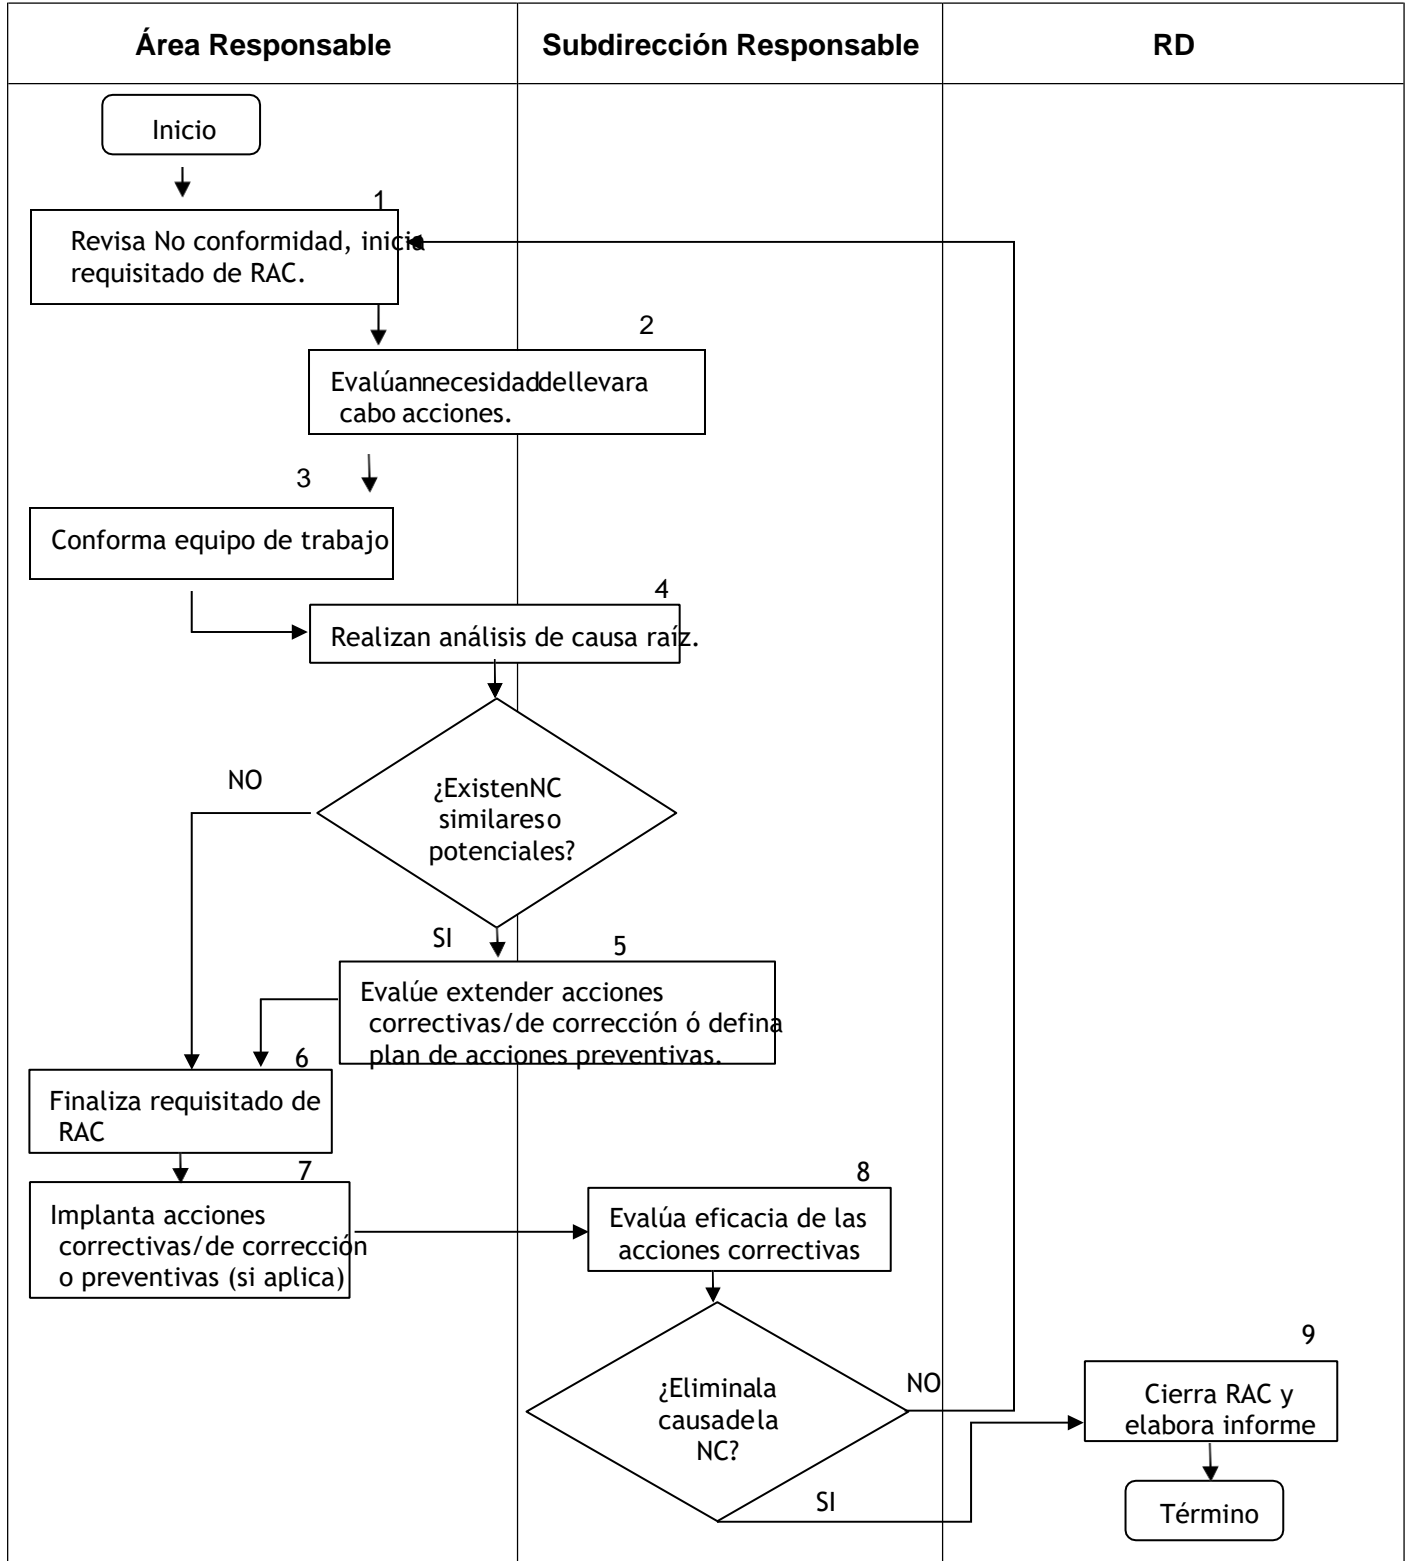 Área Responsable
Subdirección Responsable
RD
Inicio
1
Revisa No conformidad, inicia
requisitado de RAC.
2
Evalúannecesidaddellevara
cabo acciones.
3
Conforma equipo de trabajo
4
Realizan análisis de causa raíz.
NO
¿ExistenNC
similareso
potenciales?
SI
5
Evalúe extender acciones
correctivas/de corrección ó defina
plan de acciones preventivas.
6
Finaliza requisitado de
RAC
7
Implanta acciones
correctivas/de corrección
o preventivas (si aplica)
8
Evalúa eficacia de las
acciones correctivas
¿Eliminala
causadela
NC?
NO
SI
9
Cierra RAC y
elabora informe
Término